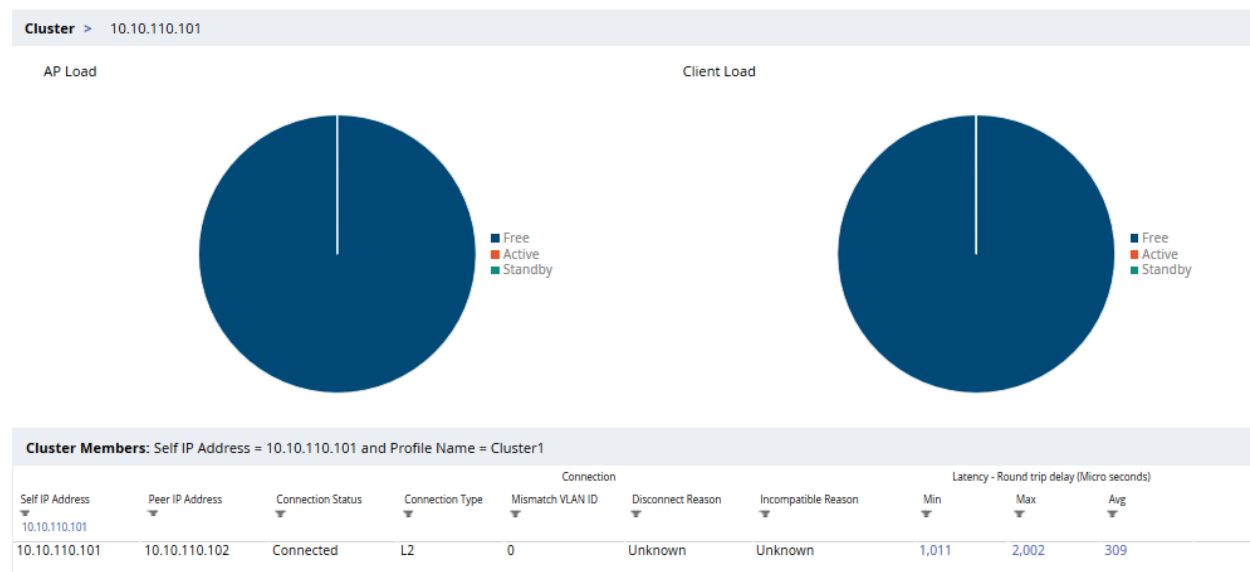 Cluster > 10.10.110.101
AP Load
Client Load
Free
Active
Standby
Free
Active
Standby
Cluster Members: Self IP Address = 10.10.110.101 and Profile Name = Cluster1
Connection Latency - Round trip delay (Micro seconds)
Self IP Address Peer IP Address Connection Status Connection Type Mismatch VLAN ID Disconnect Reason Incompatible Reason Min Max Avg
10.10.110.101
10.10.110.101 10.10.110.102 Connected L2 0 Unknown Unknown 1,011 2,002 309